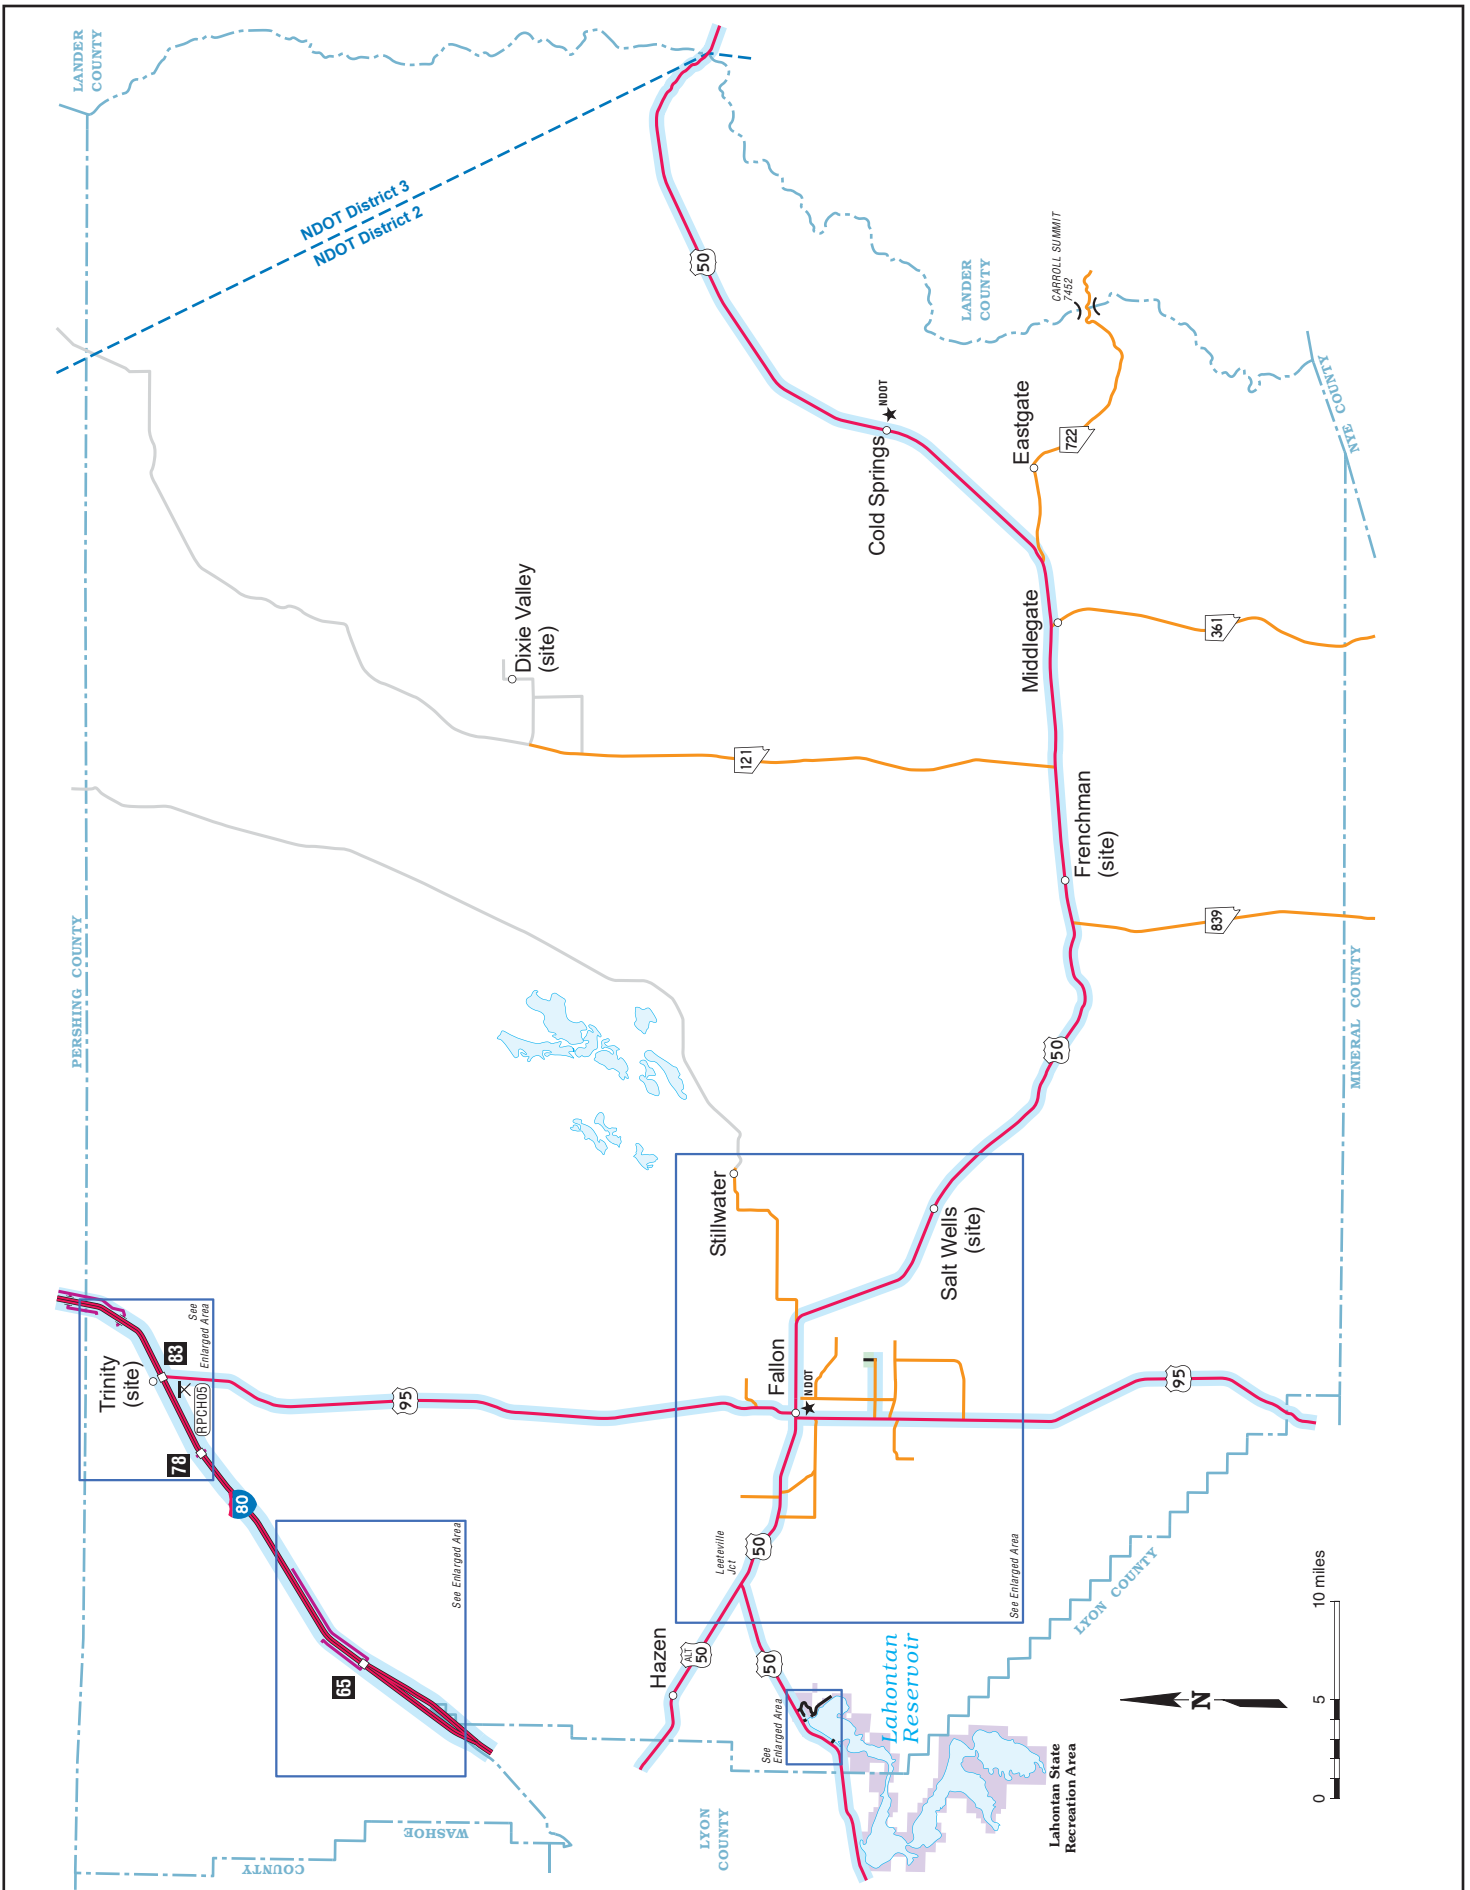 LANDER
COUNTY
NDOT District 3
NDOT District 2
50
LANDER
COUNTY
CARROLL SUMMIT
7452
NYE COUNTY
722
Eastgate
NDOT
Cold Springs
Dixie Valley
(site)
Middlegate
361
121
Frenchman
(site)
839
PERSHING COUNTY
MINERAL COUNTY
50
Stillwater
Salt Wells
(site)
See
Enlarged Area
83
Trinity
(site)
RPCH05
78
95
Fallon
NDOT
95
80
See Enlarged Area
65
Leeteville
Jct
50
See Enlarged Area
Hazen
ALT
50
50
See
Enlarged Area
Lahontan
Reservoir
LYON COUNTY
Lahontan State
Recreation Area
N
0
5
10 miles
LYON
COUNTY
WASHOE
COUNTY